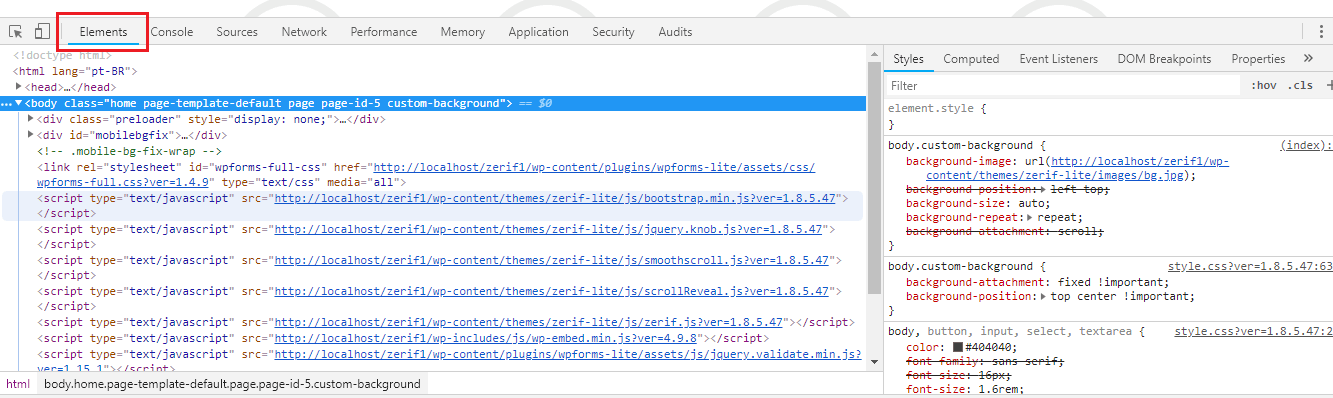 Elements Console Sources Network Performance Memory Application Security Audits
<!doctype html>
<html lang="pt-BR">
<head>…</head>
<body class="home page-template-default page page-id-5 custom-background"> == $0
<div class="preloader" style="display: none;">…</div>
<div id="mobilebgfix">…</div>
<!-- .mobile-bg-fix-wrap -->
<link rel="stylesheet" id="wpforms-full-css" href="http://localhost/zerif1/wp-content/plugins/wpforms-lite/assets/css/
wpforms-full.css?ver=1.4.9" type="text/css" media="all">
<script type="text/javascript" src="http://localhost/zerif1/wp-content/themes/zerif-lite/js/bootstrap.min.js?ver=1.8.5.47">
</script>
<script type="text/javascript" src="http://localhost/zerif1/wp-content/themes/zerif-lite/js/jquery.knob.js?ver=1.8.5.47">
</script>
<script type="text/javascript" src="http://localhost/zerif1/wp-content/themes/zerif-lite/js/smoothscroll.js?ver=1.8.5.47">
</script>
<script type="text/javascript" src="http://localhost/zerif1/wp-content/themes/zerif-lite/js/scrollReveal.js?ver=1.8.5.47">
</script>
<script type="text/javascript" src="http://localhost/zerif1/wp-content/themes/zerif-lite/js/zerif.js?ver=1.8.5.47"></script>
<script type="text/javascript" src="http://localhost/zerif1/wp-includes/js/wp-embed.min.js?ver=4.9.8"></script>
<script type="text/javascript" src="http://localhost/zerif1/wp-content/plugins/wpforms-lite/assets/js/jquery.validate.min.js?
ver=1.15.1"></script>
html body.home.page-template-default.page.page-id-5.custom-background
Styles Computed Event Listeners DOM Breakpoints Properties »
Filter :hov .cls +
element.style {
}
body.custom-background { (index):
background-image: url(http://localhost/zerif1/wp-
content/themes/zerif-lite/images/bg.jpg);
background-position: left top;
background-size: auto;
background-repeat: repeat;
background-attachment: scroll;
}
body.custom-background { style.css?ver=1.8.5.47:63
background-attachment: fixed !important;
background-position: top center !important;
}
body, button, input, select, textarea { style.css?ver=1.8.5.47:2
color: #404040;
font-family: sans-serif;
font-size: 16px;
font-size: 1.6rem;